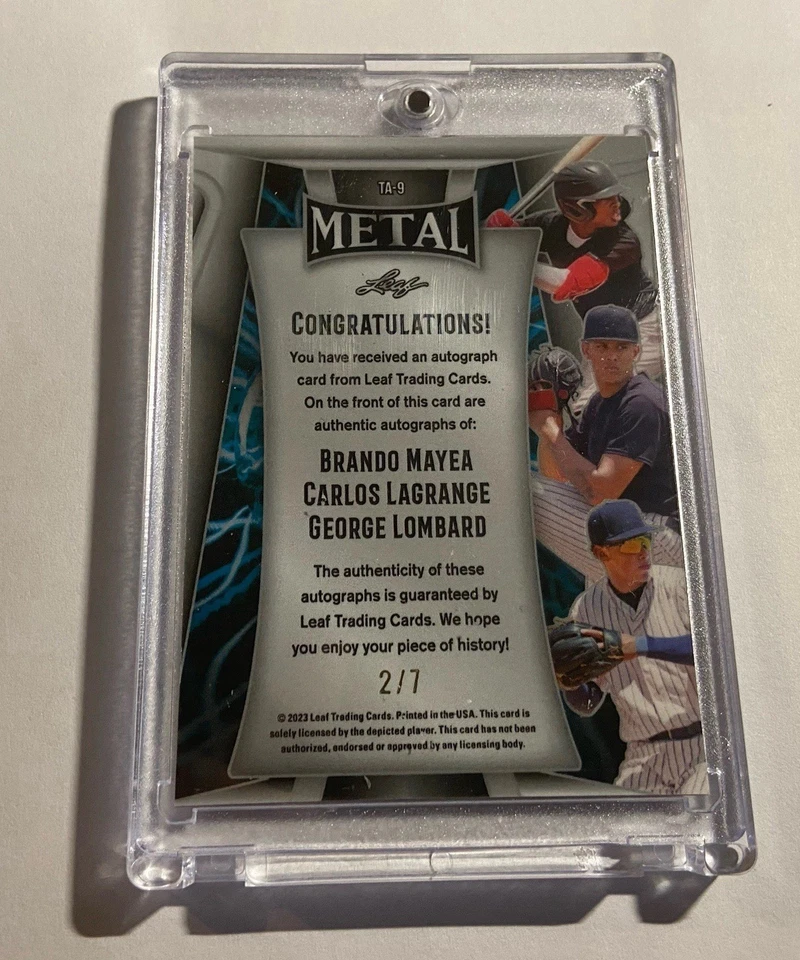 TA-9
METAL
Leaf
CONGRATULATIONS!
You have received an autograph
card from Leaf Trading Cards.
On the front of this card are
authentic autographs of:
BRANDO MAYEA
CARLOS LAGRANGE
GEORGE LOMBARD
The authenticity of these
autographs is guaranteed by
Leaf Trading Cards. We hope
you enjoy your piece of history!
2/7
© 2023 Leaf Trading Cards. Printed in the USA. This card is
solely licensed by the depicted player. This card has not been
authorized, endorsed or approved by any licensing body.